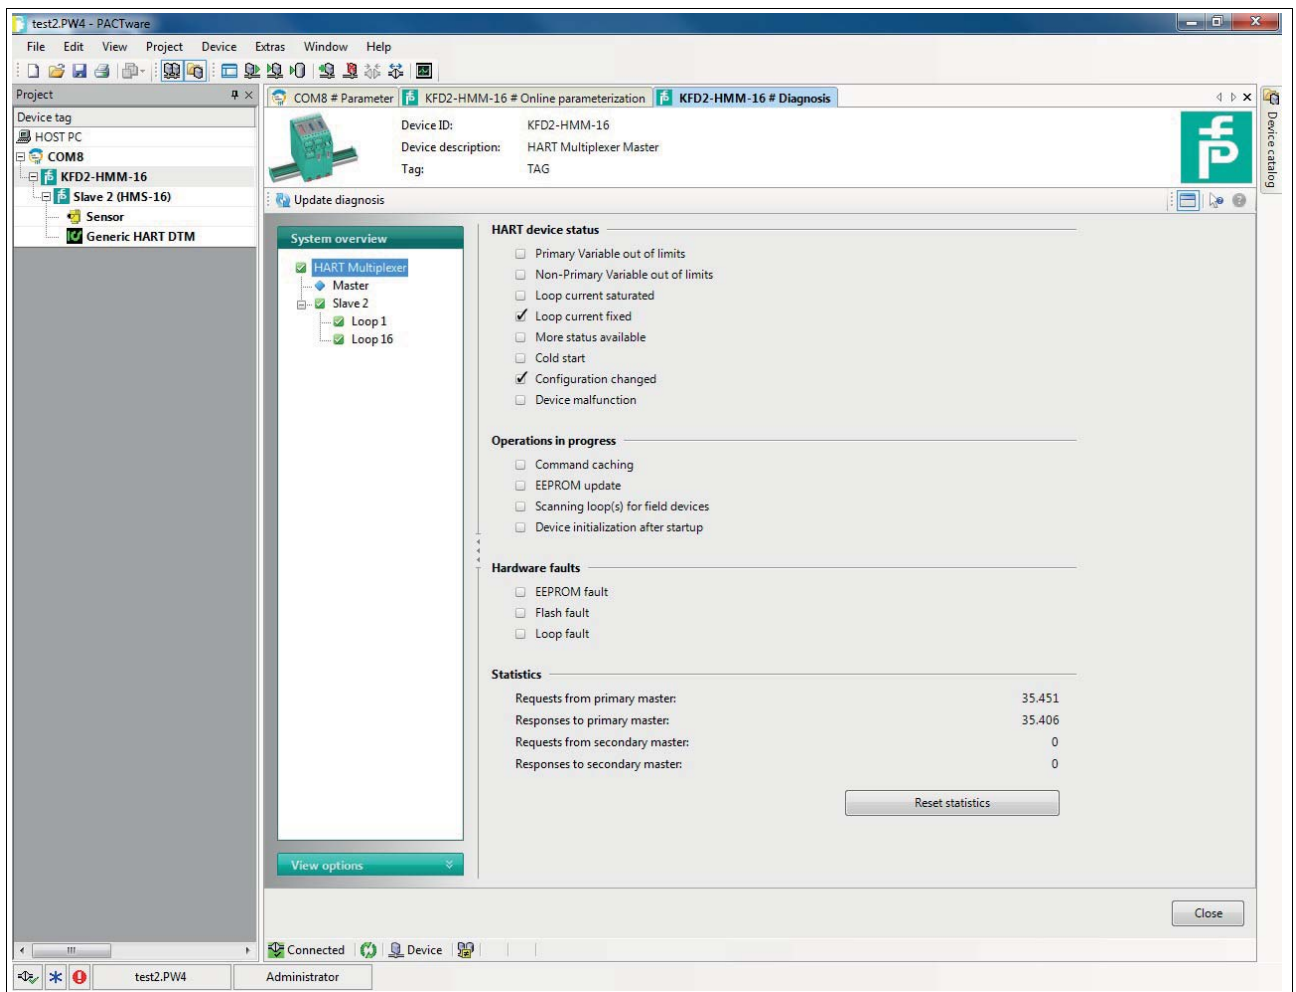 test2.PW4 - PACTware
File Edit View Project Device Extras Window Help
Project
Device tag
HOST PC
COM8
KFD2-HMM-16
Slave 2 (HMS-16)
Sensor
Generic HART DTM
COM8 # Parameter KFD2-HMM-16 # Online parameterization KFD2-HMM-16 # Diagnosis
Device ID: KFD2-HMM-16
Device description: HART Multiplexer Master
Tag: TAG
Device catalog
Update diagnosis
System overview
HART Multiplexer
Master
Slave 2
Loop 1
Loop 16
View options
HART device status
Primary Variable out of limits
Non-Primary Variable out of limits
Loop current saturated
Loop current fixed
More status available
Cold start
Configuration changed
Device malfunction
Operations in progress
Command caching
EEPROM update
Scanning loop(s) for field devices
Device initialization after startup
Hardware faults
EEPROM fault
Flash fault
Loop fault
Statistics
Requests from primary master: 35.451
Responses to primary master: 35.406
Requests from secondary master: 0
Responses to secondary master: 0
Reset statistics
Close
Connected Device
test2.PW4 Administrator